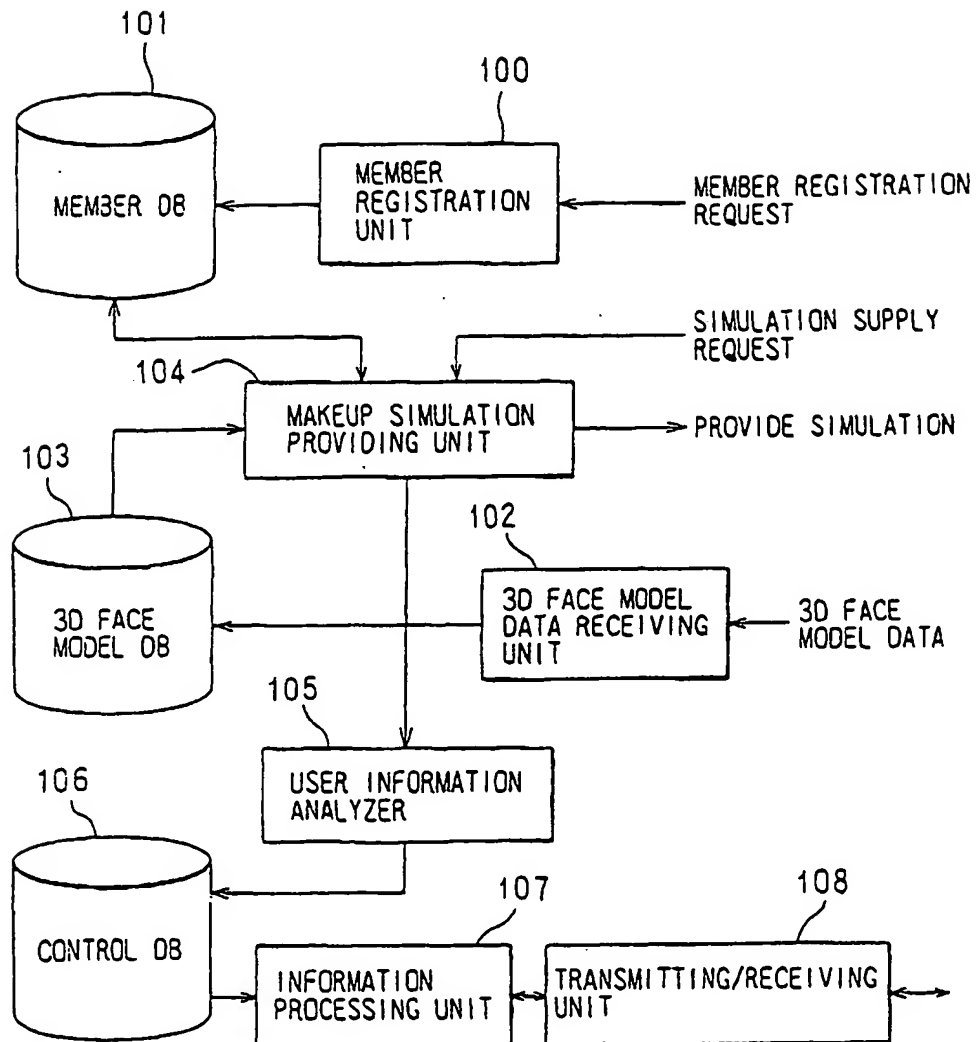 101
100
MEMBER DB
MEMBER
REGISTRATION
UNIT
MEMBER REGISTRATION
REQUEST
SIMULATION SUPPLY
REQUEST
104
MAKEUP SIMULATION
PROVIDING UNIT
PROVIDE SIMULATION
103
102
3D FACE
MODEL DB
3D FACE MODEL
DATA RECEIVING
UNIT
3D FACE
MODEL DATA
105
USER INFORMATION
ANALYZER
106
107
108
CONTROL DB
INFORMATION
PROCESSING UNIT
TRANSMITTING/RECEIVING
UNIT